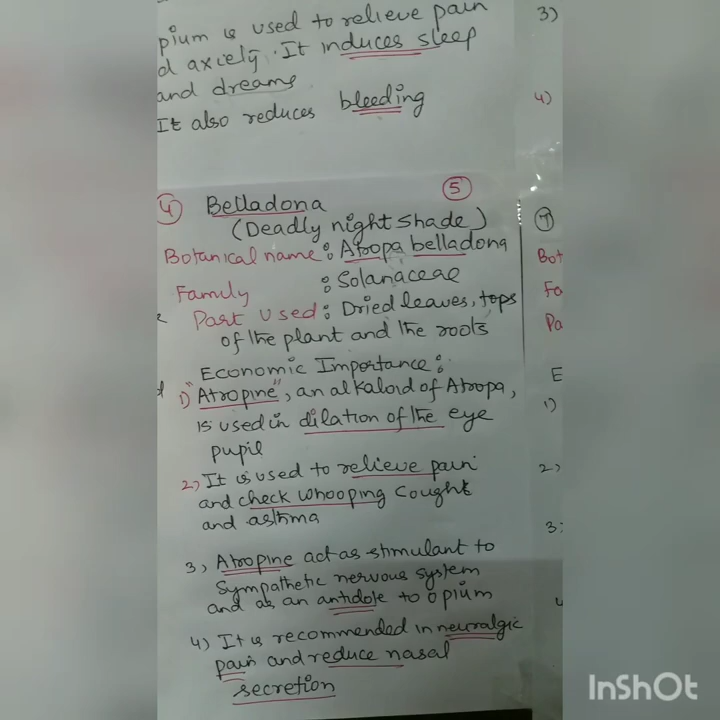 pium is used to relieve pain
d axciety. It induces sleep
and dreams
It also reduces bleeding
3)
4)
5
4 Belladona
(Deadly night shade)
Botanical name : Atropa belladona
Family : Solanaceae
Part used : Dried leaves, tops
of the plant and the roots
Economic Importance :
1) "Atropine", an alkaloid of Atropa,
is used in dilation of the eye
pupil
2) It is used to relieve pain
and check whooping cought
and asthma
3) Atropine act as stimulant to
sympathetic nervous system
and as an antidote to opium
4) It is recommended in neuralgic
pain and reduce nasal
secretion
Bot
Fa
Pa
E
1)
2)
3:
InShOt